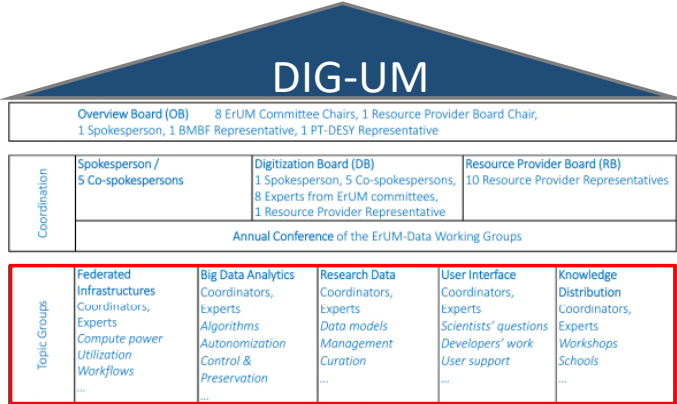 DIG-UM
Overview Board (OB) 8 ErUM Committee Chairs, 1 Resource Provider Board Chair,
1 Spokesperson, 1 BMBF Representative, 1 PT-DESY Representative
Coordination
Spokesperson /
5 Co-spokespersons
Digitization Board (DB)
1 Spokesperson, 5 Co-spokespersons,
8 Experts from ErUM committees,
1 Resource Provider Representative
Resource Provider Board (RB)
10 Resource Provider Representatives
Annual Conference of the ErUM-Data Working Groups
Topic Groups
Federated
Infrastructures
Coordinators,
Experts
Compute power
Utilization
Workflows
...
Big Data Analytics
Coordinators,
Experts
Algorithms
Autonomization
Control &
Preservation
...
Research Data
Coordinators,
Experts
Data models
Management
Curation
...
User Interface
Coordinators,
Experts
Scientists' questions
Developers' work
User support
...
Knowledge
Distribution
Coordinators,
Experts
Workshops
Schools
...